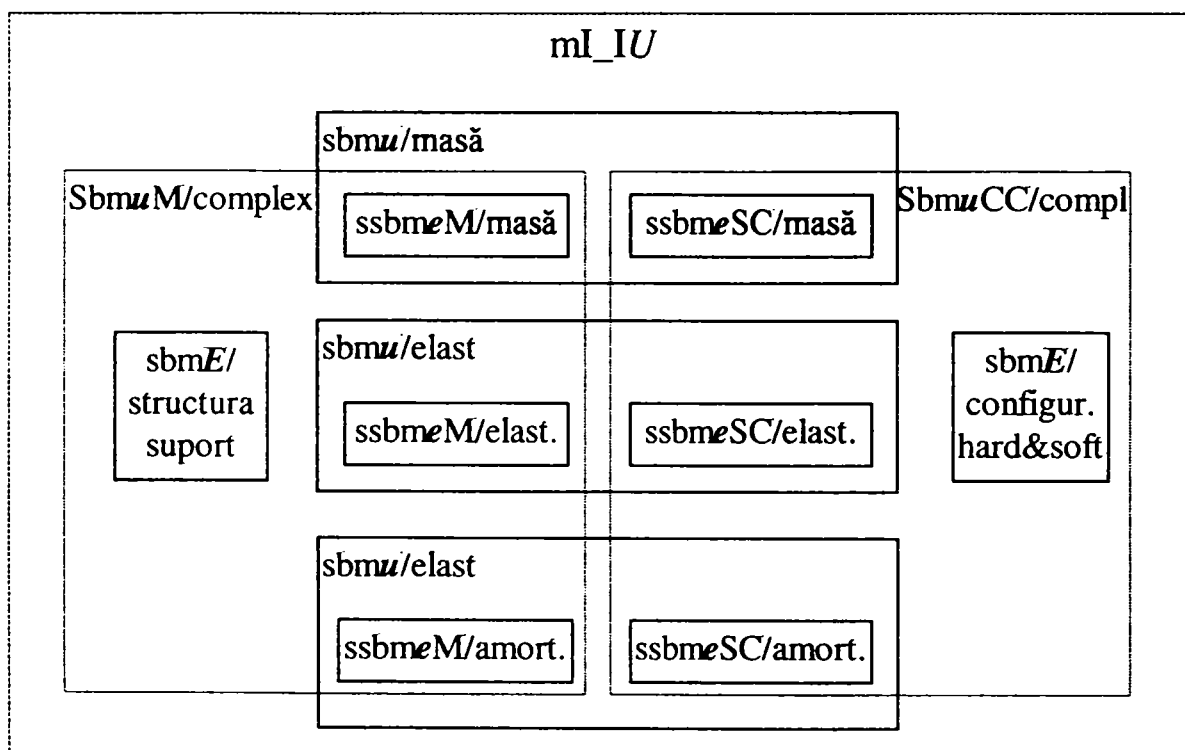 mI_IU
sbmu/masă
SbmuM/complex
SbmuCC/compl
ssbmeM/masă
ssbmeSC/masă
sbmE/
structura
suport
sbmu/elast
ssbmeM/elast.
ssbmeSC/elast.
sbmE/
configur.
hard&soft
sbmu/elast
ssbmeM/amort.
ssbmeSC/amort.